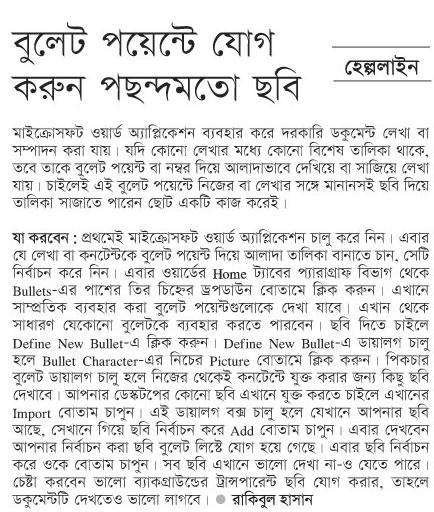 বুলেট পয়েন্টে যোগ
করুন পছন্দমতো ছবি
হেল্পলাইন
মাইক্রোসফট ওয়ার্ড অ্যাপ্লিকেশন ব্যবহার করে দরকারি ডকুমেন্ট লেখা বা
সম্পাদন করা যায়। যদি কোনো লেখার মধ্যে কোনো বিশেষ তালিকা থাকে,
তবে তাকে বুলেট পয়েন্ট বা নম্বর দিয়ে আলাদাভাবে দেখিয়ে বা সাজিয়ে লেখা
যায়। চাইলেই এই বুলেট পয়েন্টে নিজের বা লেখার সঙ্গে মানানসই ছবি দিয়ে
তালিকা সাজাতে পারেন ছোট একটি কাজ করেই।
যা করবেন : প্রথমেই মাইক্রোসফট ওয়ার্ড অ্যাপ্লিকেশন চালু করে নিন। এবার
যে লেখা বা কনটেন্টকে বুলেট পয়েন্ট দিয়ে আলাদা তালিকা বানাতে চান, সেটি
নির্বাচন করে নিন। এবার ওয়ার্ডের Home ট্যাবের প্যারাগ্রাফ বিভাগ থেকে
Bullets-এর পাশের তির চিহ্নের ড্রপডাউন বোতামে ক্লিক করুন। এখানে
সাম্প্রতিক ব্যবহার করা বুলেট পয়েন্টগুলোকে দেখা যাবে। এখান থেকে
সাধারণ যেকোনো বুলেটকে ব্যবহার করতে পারবেন। ছবি দিতে চাইলে
Define New Bullet-এ ক্লিক করুন। Define New Bullet-এ ডায়ালগ চালু
হলে Bullet Character-এর নিচের Picture বোতামে ক্লিক করুন। পিকচার
বুলেট ডায়ালগ চালু হলে নিজের থেকেই কনটেন্টে যুক্ত করার জন্য কিছু ছবি
দেখাবে। আপনার ডেস্কটপের কোনো ছবি এখানে যুক্ত করতে চাইলে এখানের
Import বোতাম চাপুন। এই ডায়ালগ বক্স চালু হলে যেখানে আপনার ছবি
আছে, সেখানে গিয়ে ছবি নির্বাচন করে Add বোতাম চাপুন। এবার দেখবেন
আপনার নির্বাচন করা ছবি বুলেট লিস্টে যোগ হয়ে গেছে। এবার ছবি নির্বাচন
করে ওকে বোতাম চাপুন। সব ছবি এখানে ভালো দেখা না-ও যেতে পারে।
চেষ্টা করবেন ভালো ব্যাকগ্রাউন্ডের ট্রান্সপারেন্ট ছবি যোগ করার, তাহলে
ডকুমেন্টটি দেখতেও ভালো লাগবে। ● রাকিবুল হাসান